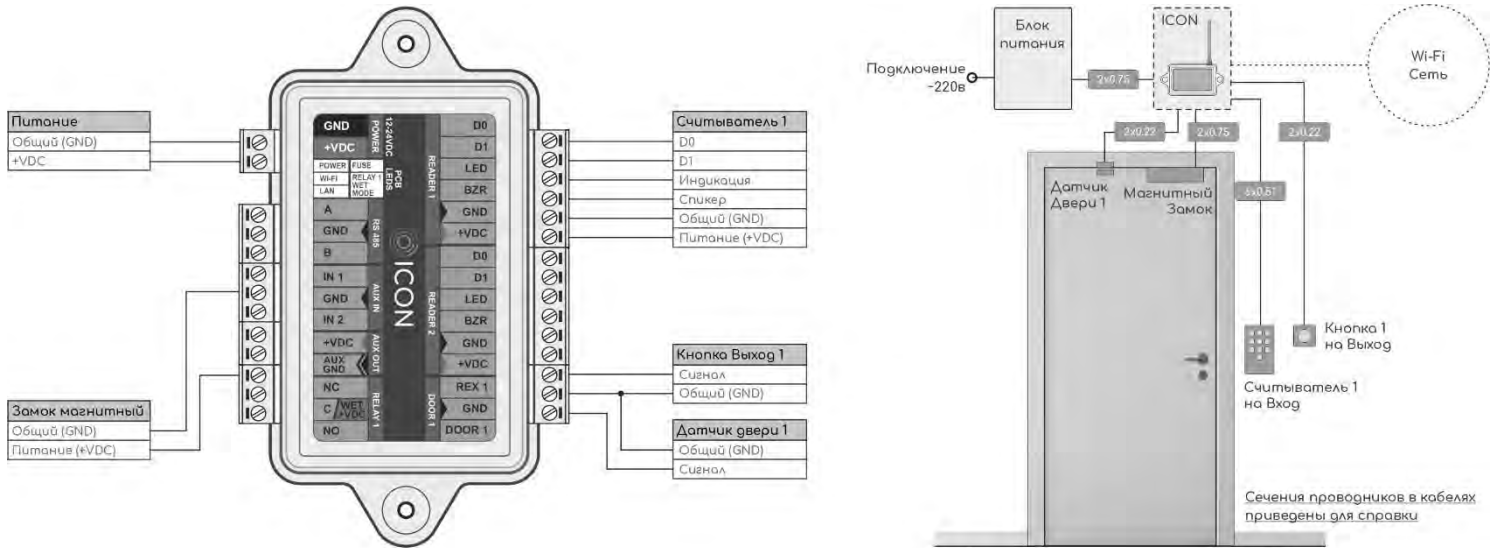 Питание
Общий (GND)
+VDC
Замок магнитный
Общий (GND)
Питание (+VDC)
GND
+VDC
POWER
12-24VDC
POWER
WI-FI
LAN
FUSE
RELAY 1
WET
MODE
PCB
LEDS
A
GND
B
RS 485
IN 1
GND
IN 2
AUX IN
+VDC
AUX
GND
AUX OUT
NC
C / WET
+VDC
NO
RELAY 1
ICON
READER 1
D0
D1
LED
BZR
GND
+VDC
READER 2
D0
D1
LED
BZR
GND
+VDC
DOOR 1
REX 1
GND
DOOR 1
Считыватель 1
D0
D1
Индикация
Спикер
Общий (GND)
Питание (+VDC)
Кнопка Выход 1
Сигнал
Общий (GND)
Датчик двери 1
Общий (GND)
Сигнал
Блок
питания
ICON
Wi-Fi
Сеть
Подключение
~220в
2x0.75
2x0.22
2x0.75
2x0.22
Датчик
Двери 1
Магнитный
Замок
Кнопка 1
на Выход
Считыватель 1
на Вход
Сечения проводников в кабелях
приведены для справки